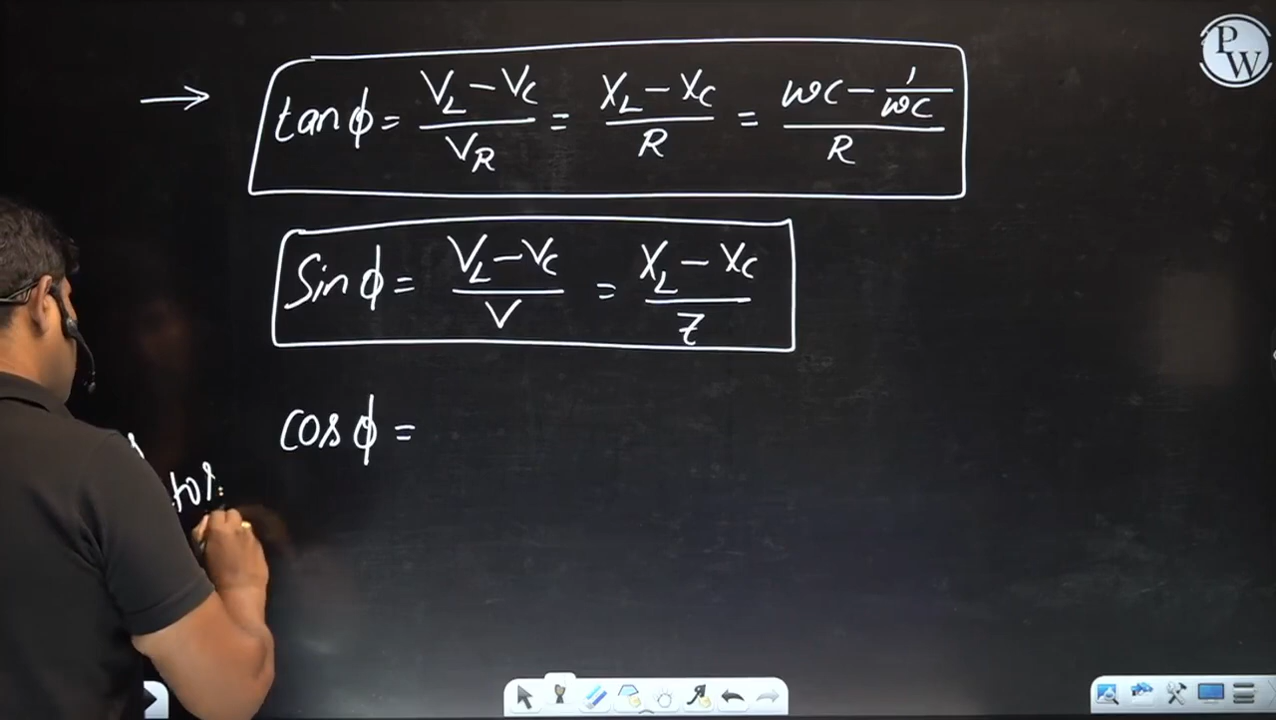 PW
→ tanϕ = (V_L − V_C)/V_R = (X_L − X_C)/R = (ωC − 1/ωC)/R
Sinϕ = (V_L − V_C)/V = (X_L − X_C)/Z
cosϕ =